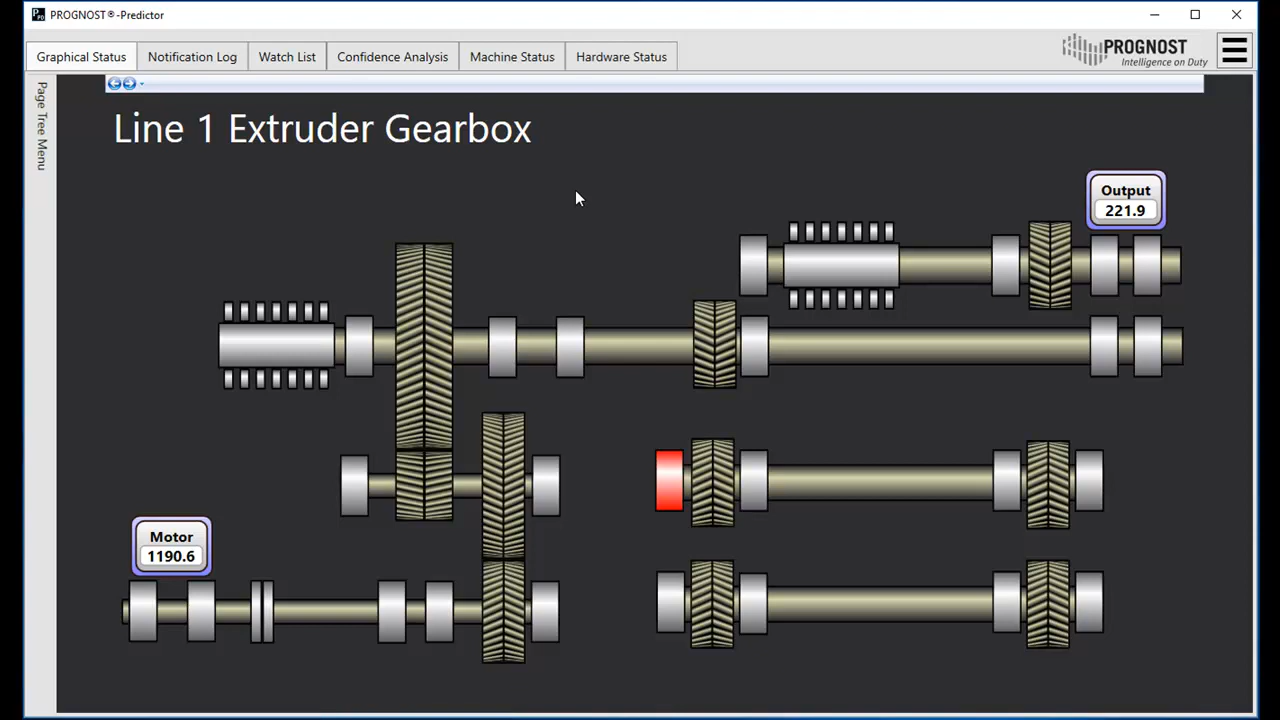 PROGNOST®-Predictor
Graphical Status
Notification Log
Watch List
Confidence Analysis
Machine Status
Hardware Status
PROGNOST
Intelligence on Duty
Page Tree Menu
Line 1 Extruder Gearbox
Output
221.9
Motor
1190.6